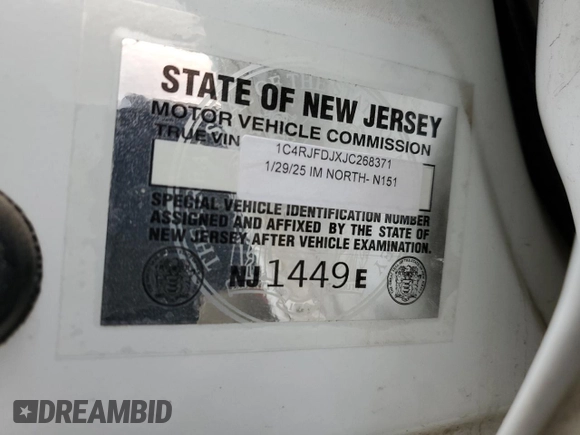 STATE OF NEW JERSEY
MOTOR VEHICLE COMMISSION
TRUE VIN
1C4RJFDJXJC268371
1/29/25 IM NORTH- N151
SPECIAL VEHICLE IDENTIFICATION NUMBER
ASSIGNED AND AFFIXED BY THE STATE OF
NEW JERSEY AFTER VEHICLE EXAMINATION.
NJ 1449 E
DREAMBID